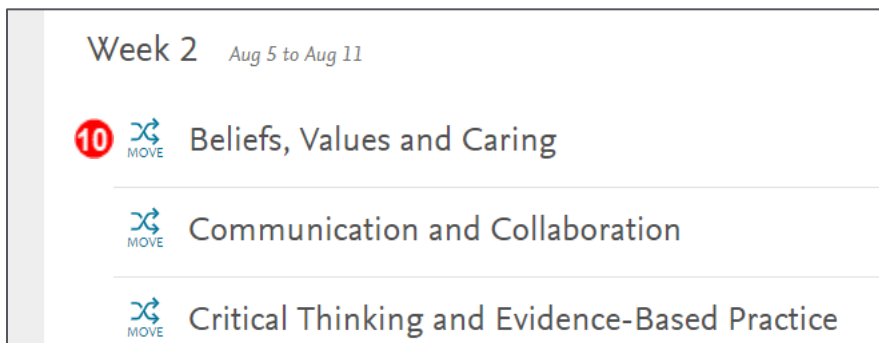 Week 2 Aug 5 to Aug 11
10 MOVE Beliefs, Values and Caring
MOVE Communication and Collaboration
MOVE Critical Thinking and Evidence-Based Practice